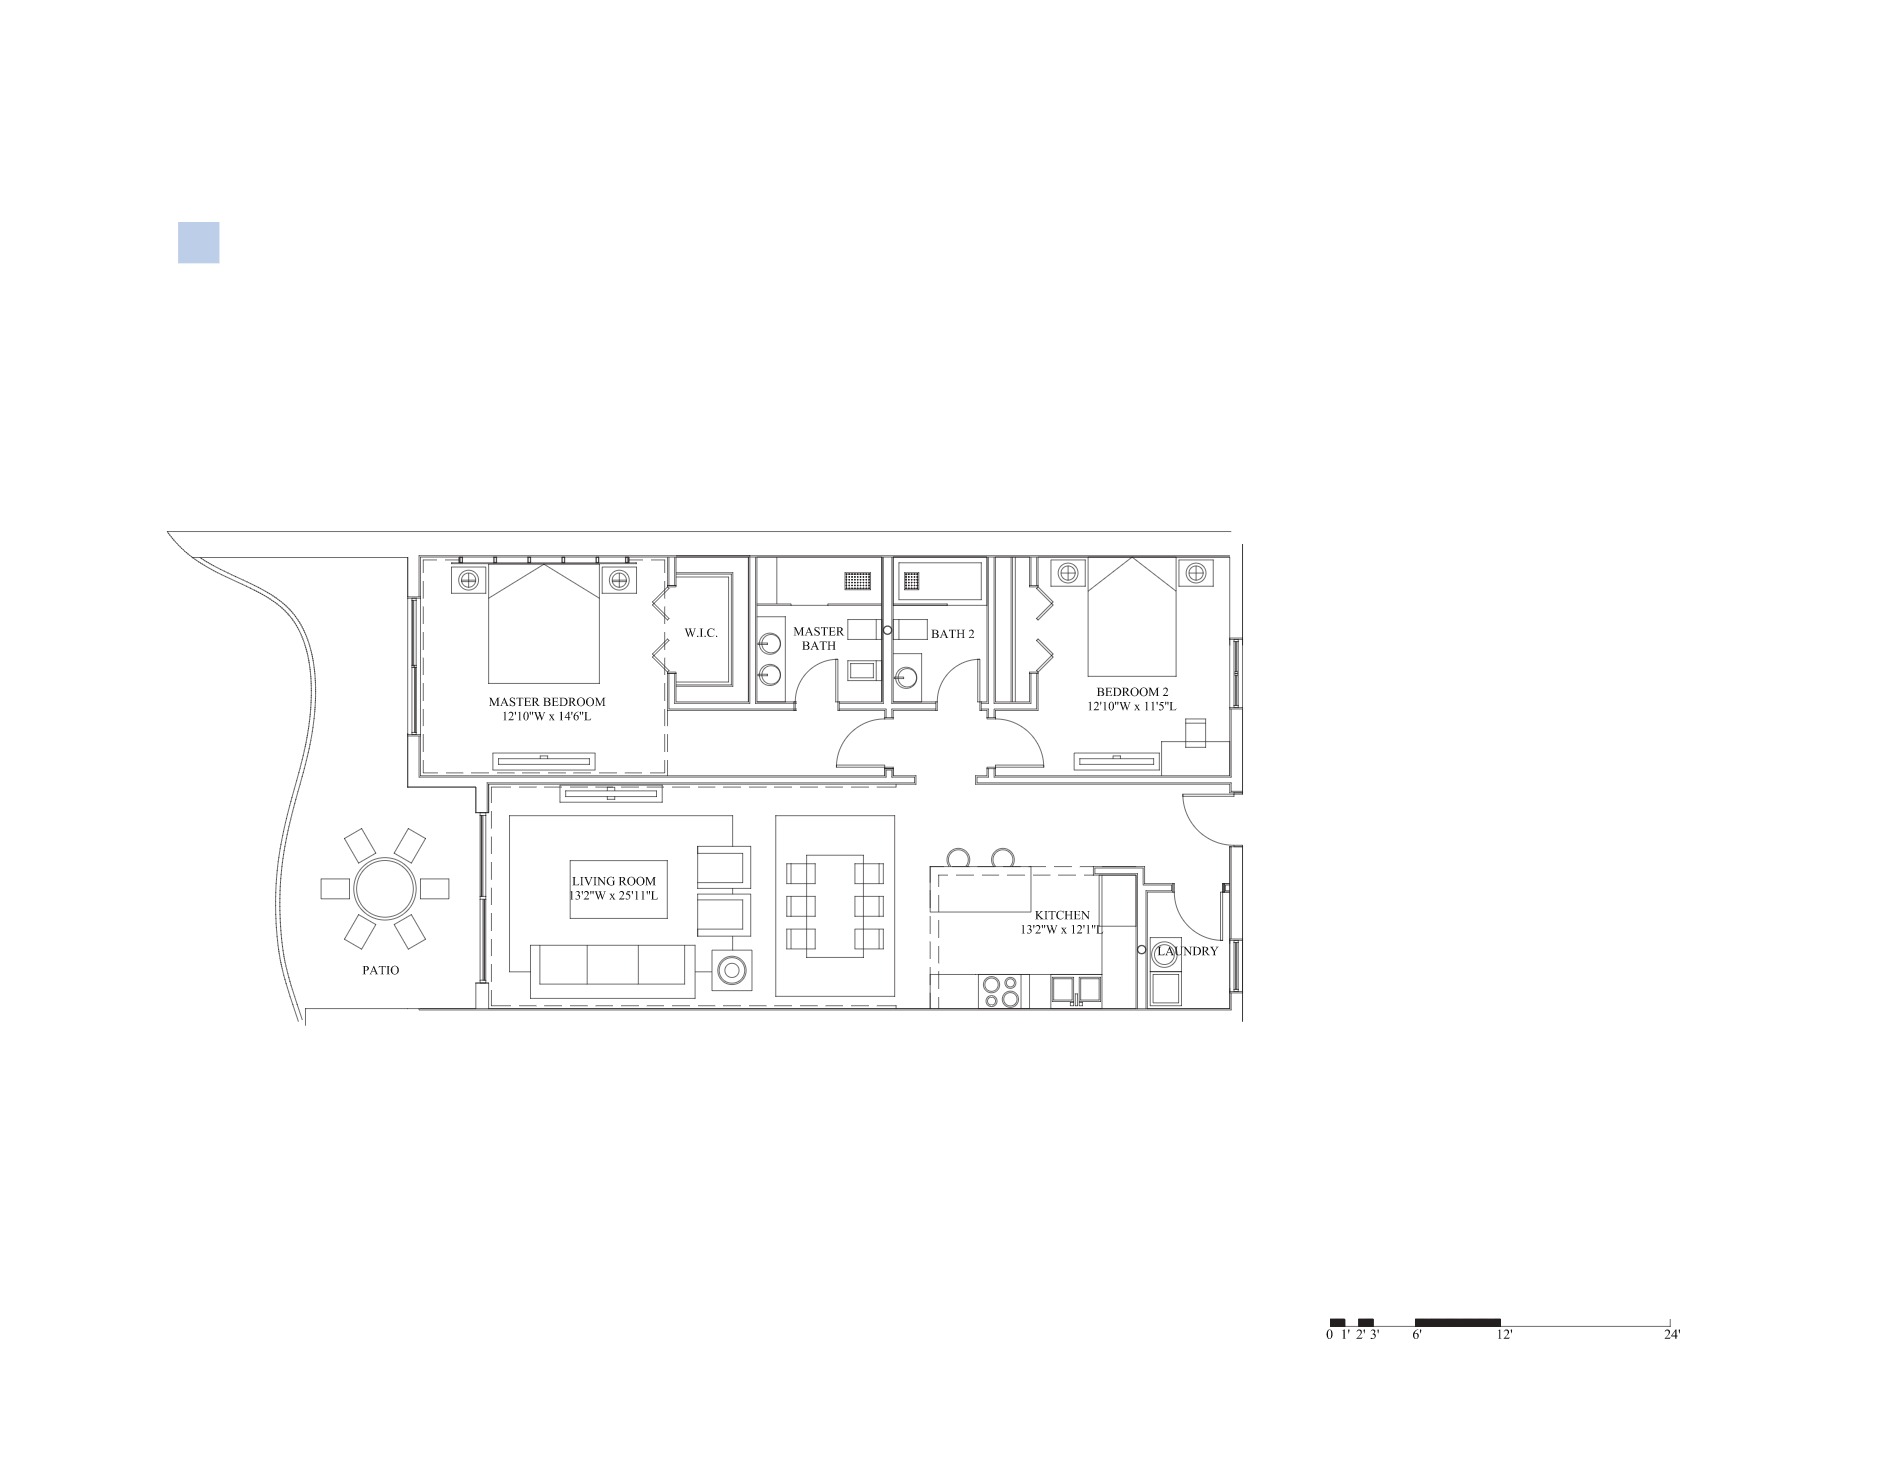 W.I.C.
MASTER
BATH
BATH 2
MASTER BEDROOM
12'10"W x 14'6"L
BEDROOM 2
12'10"W x 11'5"L
LIVING ROOM
13'2"W x 25'11"L
KITCHEN
13'2"W x 12'1"L
LAUNDRY
PATIO
0 1' 2' 3' 6' 12' 24'